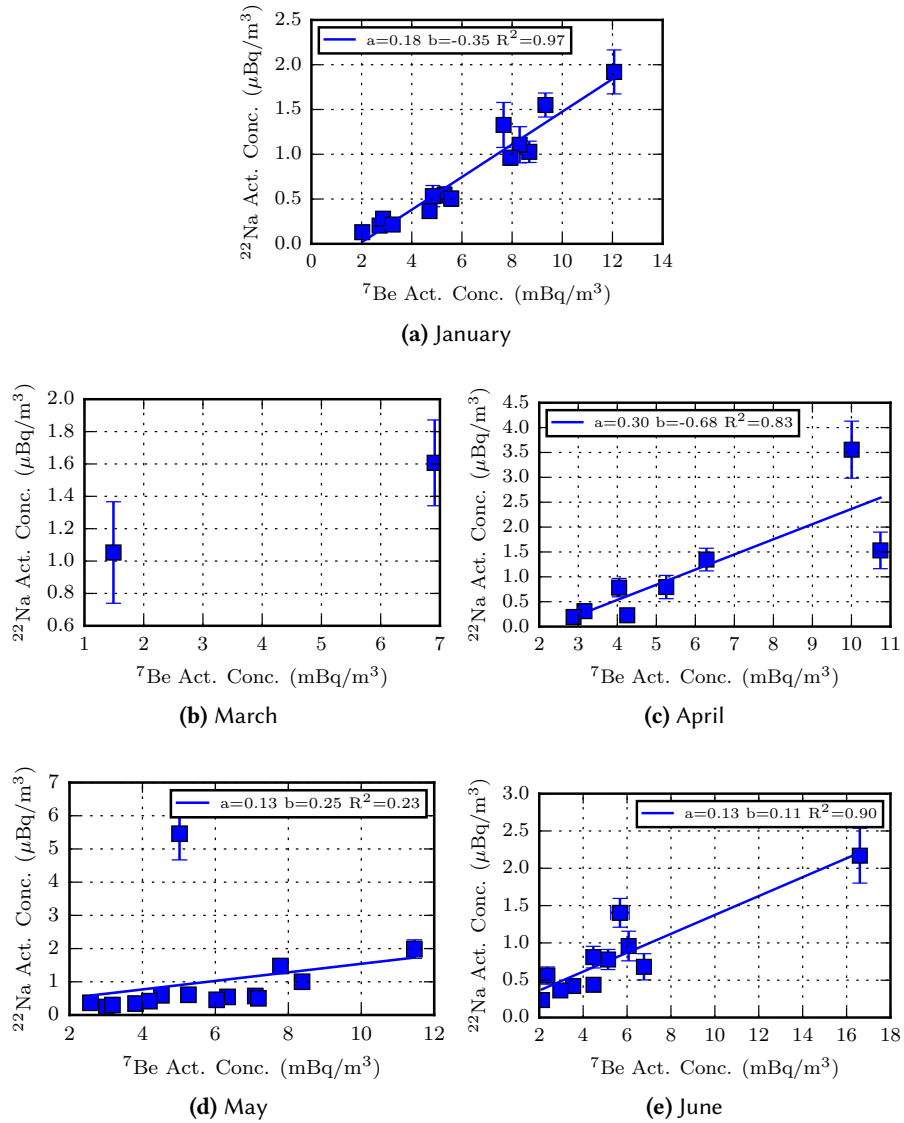 a=0.18 b=-0.35 R²=0.97
²²Na Act. Conc. (μBq/m³)
2.5
2.0
1.5
1.0
0.5
0.0
0 2 4 6 8 10 12 14
⁷Be Act. Conc. (mBq/m³)
(a) January
²²Na Act. Conc. (μBq/m³)
2.0
1.8
1.6
1.4
1.2
1.0
0.8
0.6
1 2 3 4 5 6 7
⁷Be Act. Conc. (mBq/m³)
(b) March
a=0.30 b=-0.68 R²=0.83
²²Na Act. Conc. (μBq/m³)
4.5
4.0
3.5
3.0
2.5
2.0
1.5
1.0
0.5
0.0
2 3 4 5 6 7 8 9 10 11
⁷Be Act. Conc. (mBq/m³)
(c) April
a=0.13 b=0.25 R²=0.23
²²Na Act. Conc. (μBq/m³)
7
6
5
4
3
2
1
0
2 4 6 8 10 12
⁷Be Act. Conc. (mBq/m³)
(d) May
a=0.13 b=0.11 R²=0.90
²²Na Act. Conc. (μBq/m³)
3.0
2.5
2.0
1.5
1.0
0.5
0.0
2 4 6 8 10 12 14 16 18
⁷Be Act. Conc. (mBq/m³)
(e) June